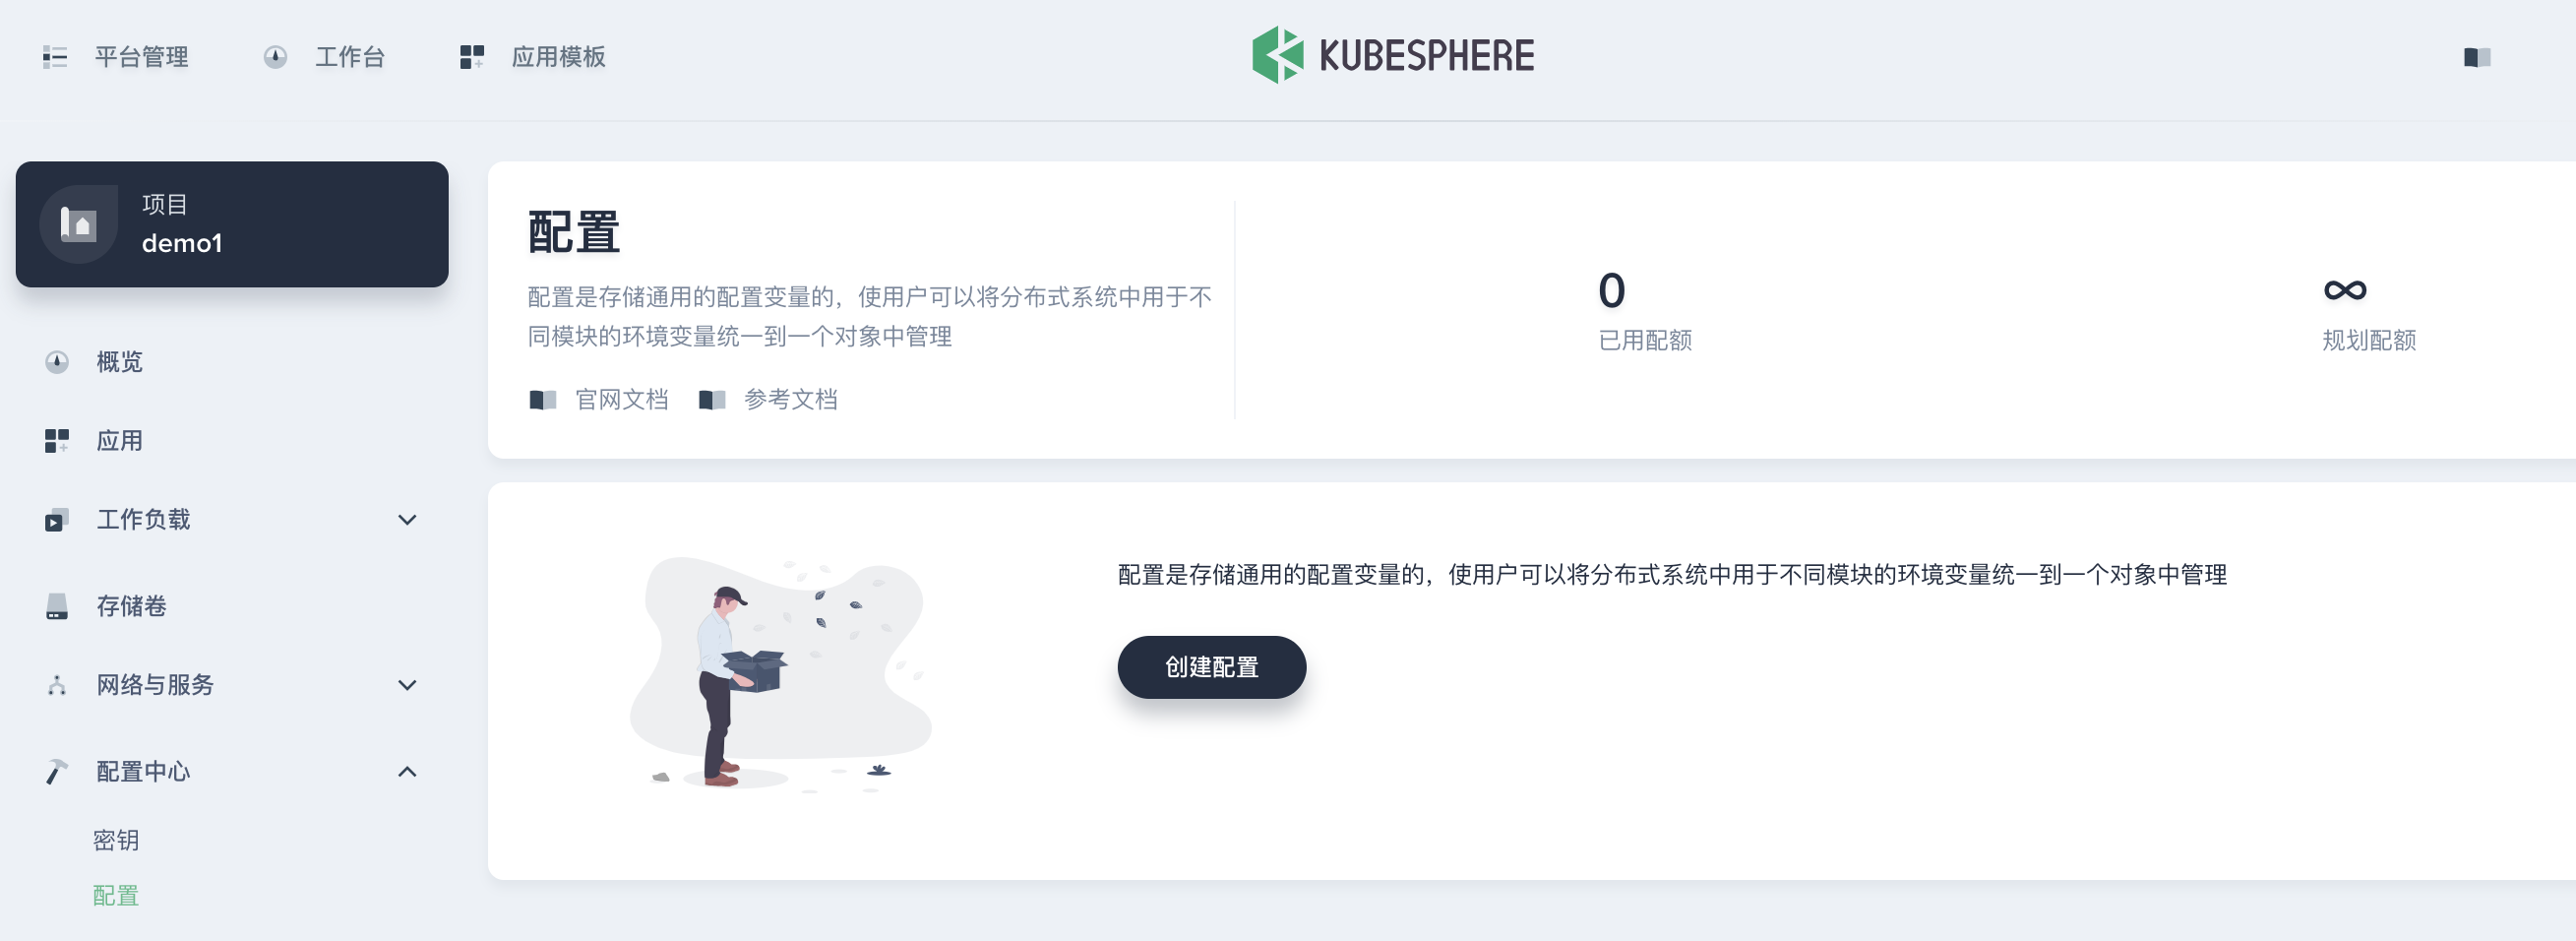 平台管理
工作台
应用模板
KUBESPHERE
项目
demo1
概览
应用
工作负载
存储卷
网络与服务
配置中心
密钥
配置
配置
配置是存储通用的配置变量的，使用户可以将分布式系统中用于不
同模块的环境变量统一到一个对象中管理
官网文档
参考文档
0
已用配额
∞
规划配额
配置是存储通用的配置变量的，使用户可以将分布式系统中用于不同模块的环境变量统一到一个对象中管理
创建配置